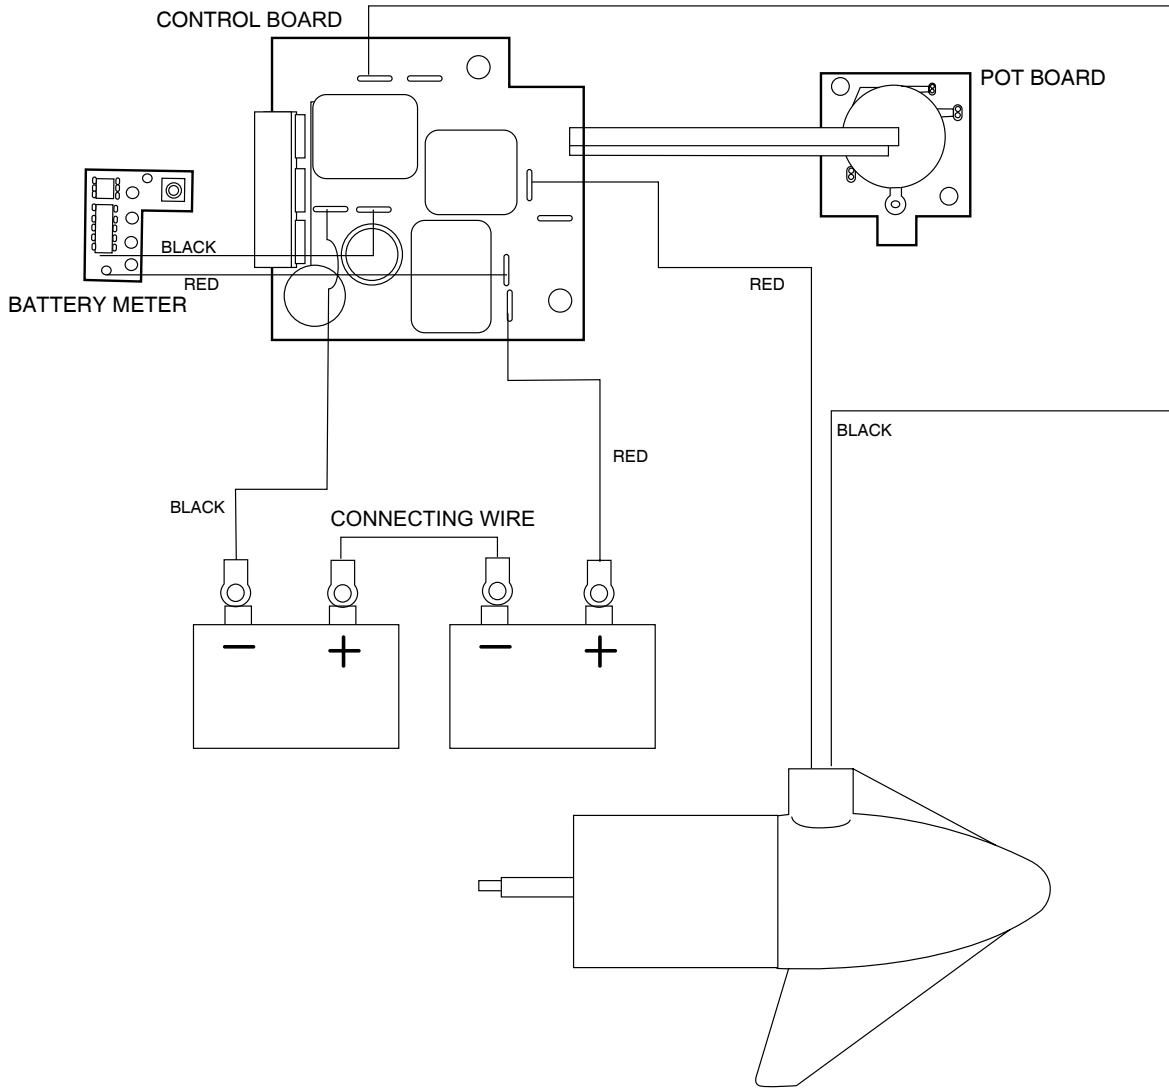 CONTROL BOARD
POT BOARD
BLACK
RED
BATTERY METER
RED
BLACK
RED
BLACK
CONNECTING WIRE
− + − +